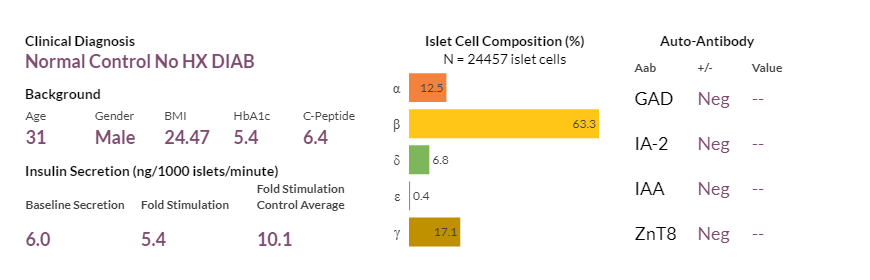 Clinical Diagnosis
Normal Control No HX DIAB
Background
Age Gender BMI HbA1c C-Peptide
31 Male 24.47 5.4 6.4
Insulin Secretion (ng/1000 islets/minute)
Baseline Secretion Fold Stimulation Fold Stimulation
Control Average
6.0 5.4 10.1
Islet Cell Composition (%)
N = 24457 islet cells
α 12.5
β 63.3
δ 6.8
ε 0.4
γ 17.1
Auto-Antibody
Aab +/- Value
GAD Neg --
IA-2 Neg --
IAA Neg --
ZnT8 Neg --